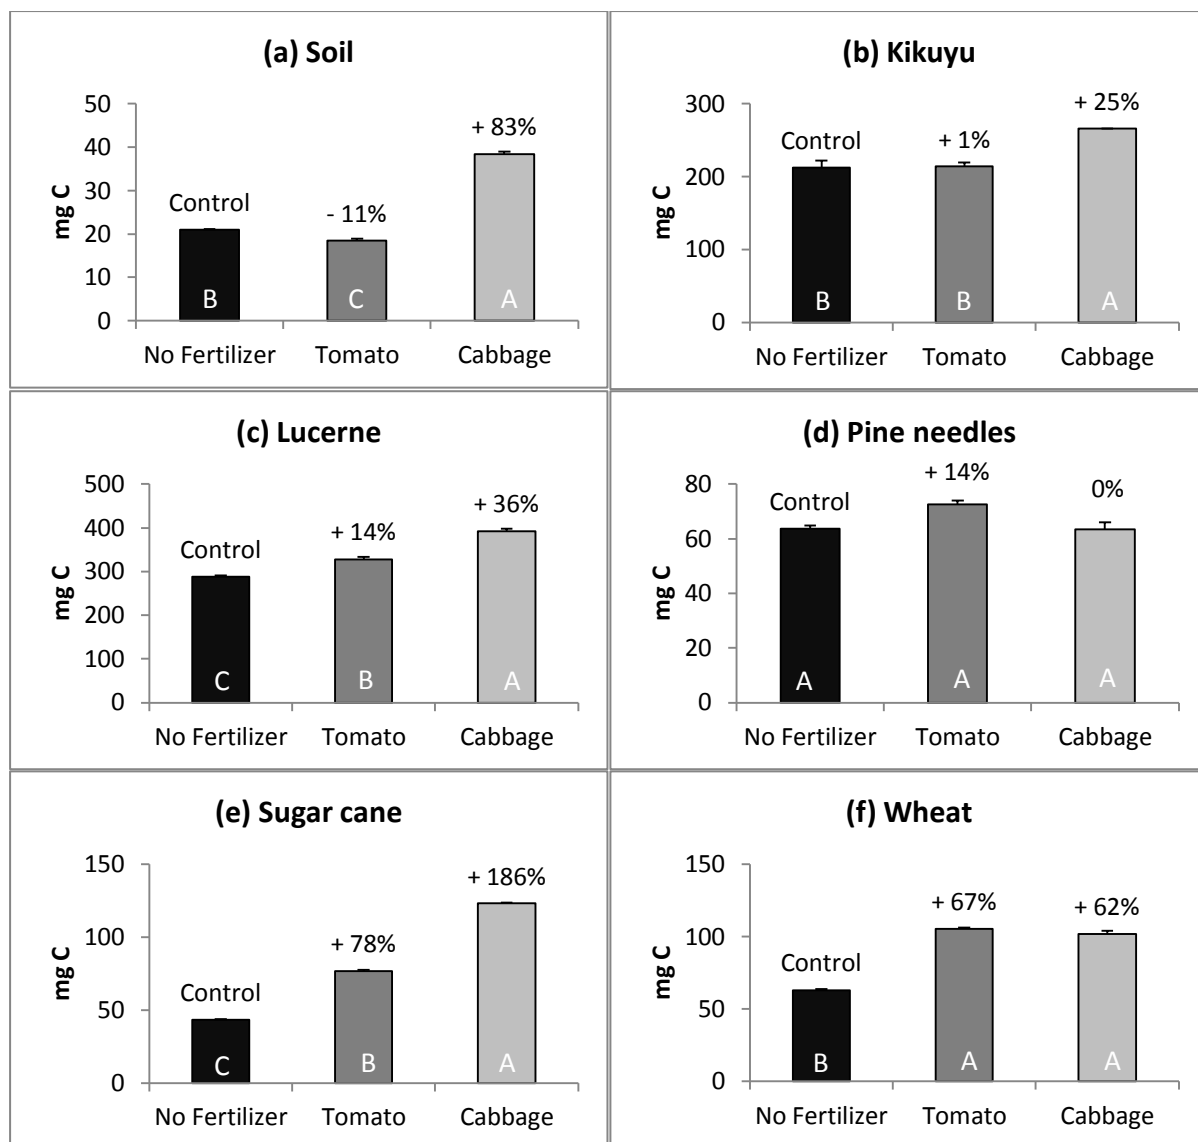 (a) Soil
mg C
50
40
30
20
10
0
Control
- 11%
+ 83%
B
C
A
No Fertilizer
Tomato
Cabbage
(b) Kikuyu
mg C
300
200
100
0
Control
+ 1%
+ 25%
B
B
A
No Fertilizer
Tomato
Cabbage
(c) Lucerne
mg C
500
400
300
200
100
0
Control
+ 14%
+ 36%
C
B
A
No Fertilizer
Tomato
Cabbage
(d) Pine needles
mg C
80
60
40
20
0
Control
+ 14%
0%
A
A
A
No Fertilizer
Tomato
Cabbage
(e) Sugar cane
mg C
150
100
50
0
Control
+ 78%
+ 186%
C
B
A
No Fertilizer
Tomato
Cabbage
(f) Wheat
mg C
150
100
50
0
Control
+ 67%
+ 62%
B
A
A
No Fertilizer
Tomato
Cabbage